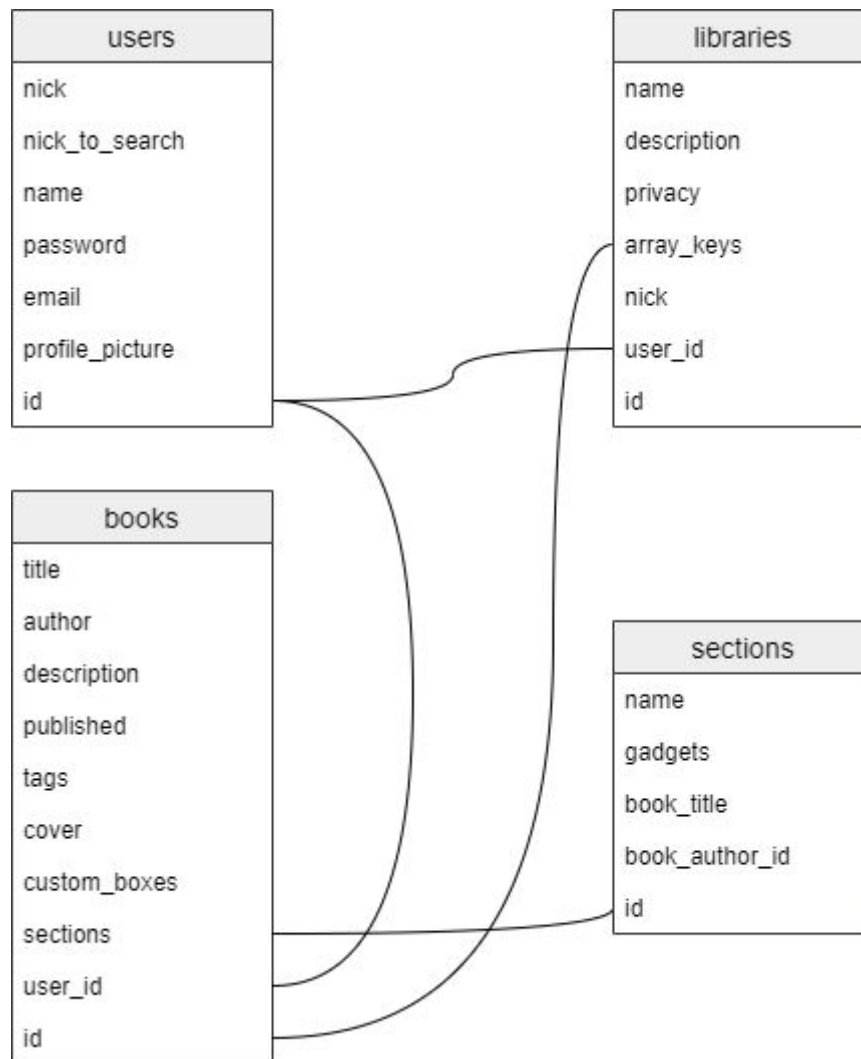 users
nick
nick_to_search
name
password
email
profile_picture
id
libraries
name
description
privacy
array_keys
nick
user_id
id
books
title
author
description
published
tags
cover
custom_boxes
sections
user_id
id
sections
name
gadgets
book_title
book_author_id
id